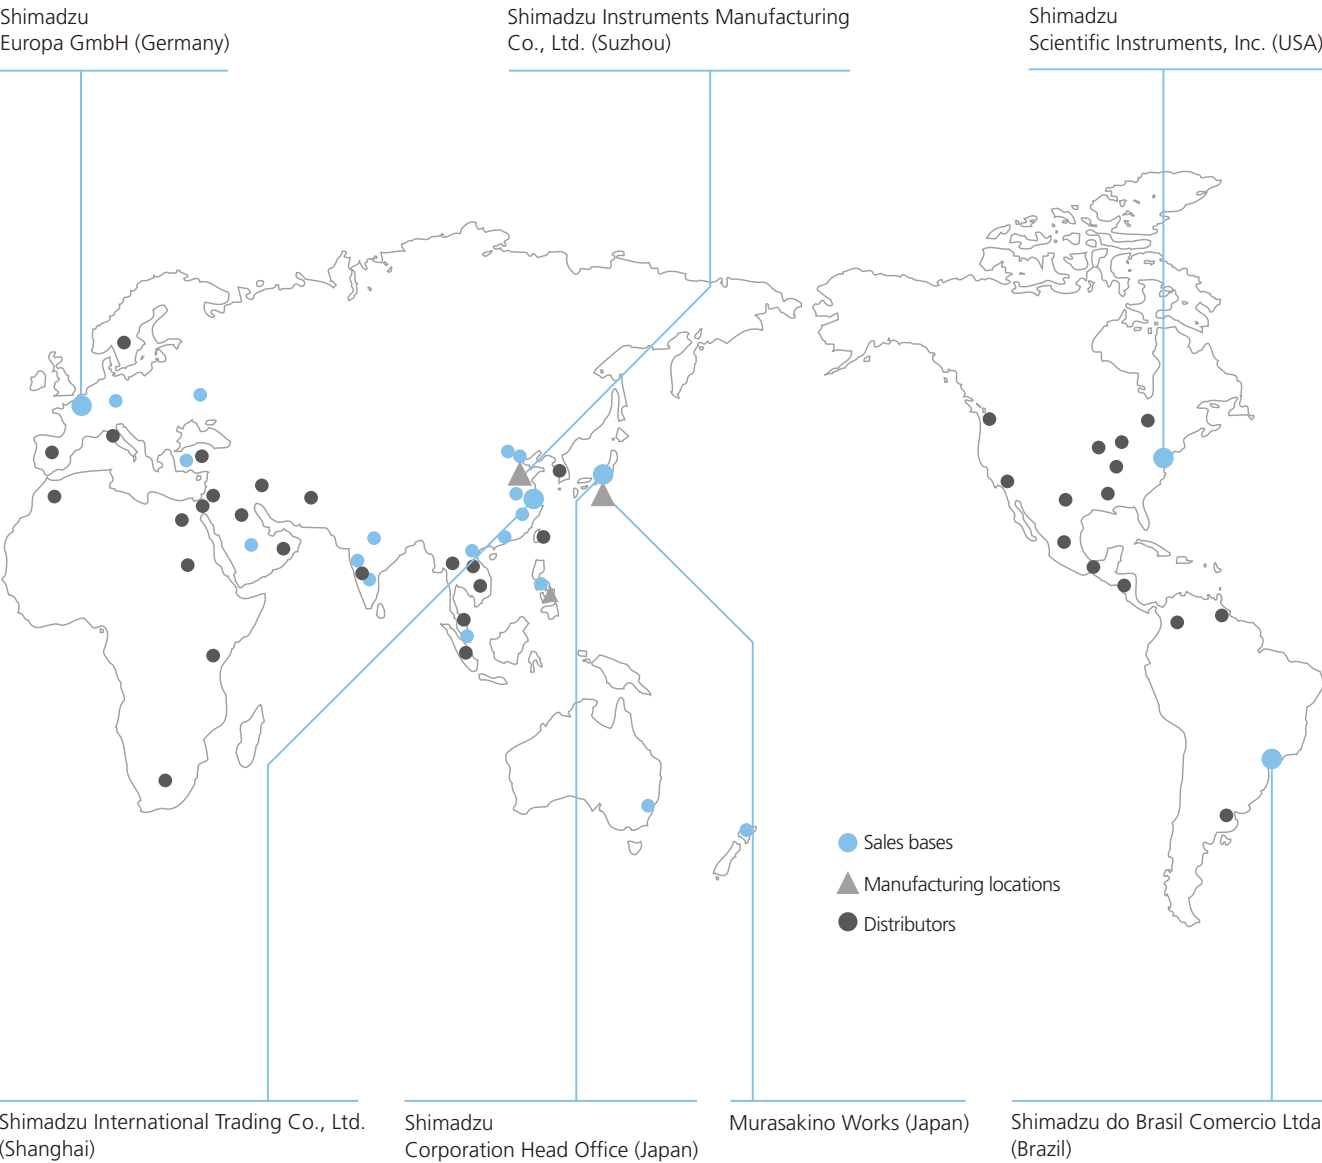 Shimadzu
Europa GmbH (Germany)
Shimadzu Instruments Manufacturing
Co., Ltd. (Suzhou)
Shimadzu
Scientific Instruments, Inc. (USA)
Sales bases
Manufacturing locations
Distributors
Shimadzu International Trading Co., Ltd.
(Shanghai)
Shimadzu
Corporation Head Office (Japan)
Murasakino Works (Japan)
Shimadzu do Brasil Comercio Ltda
(Brazil)